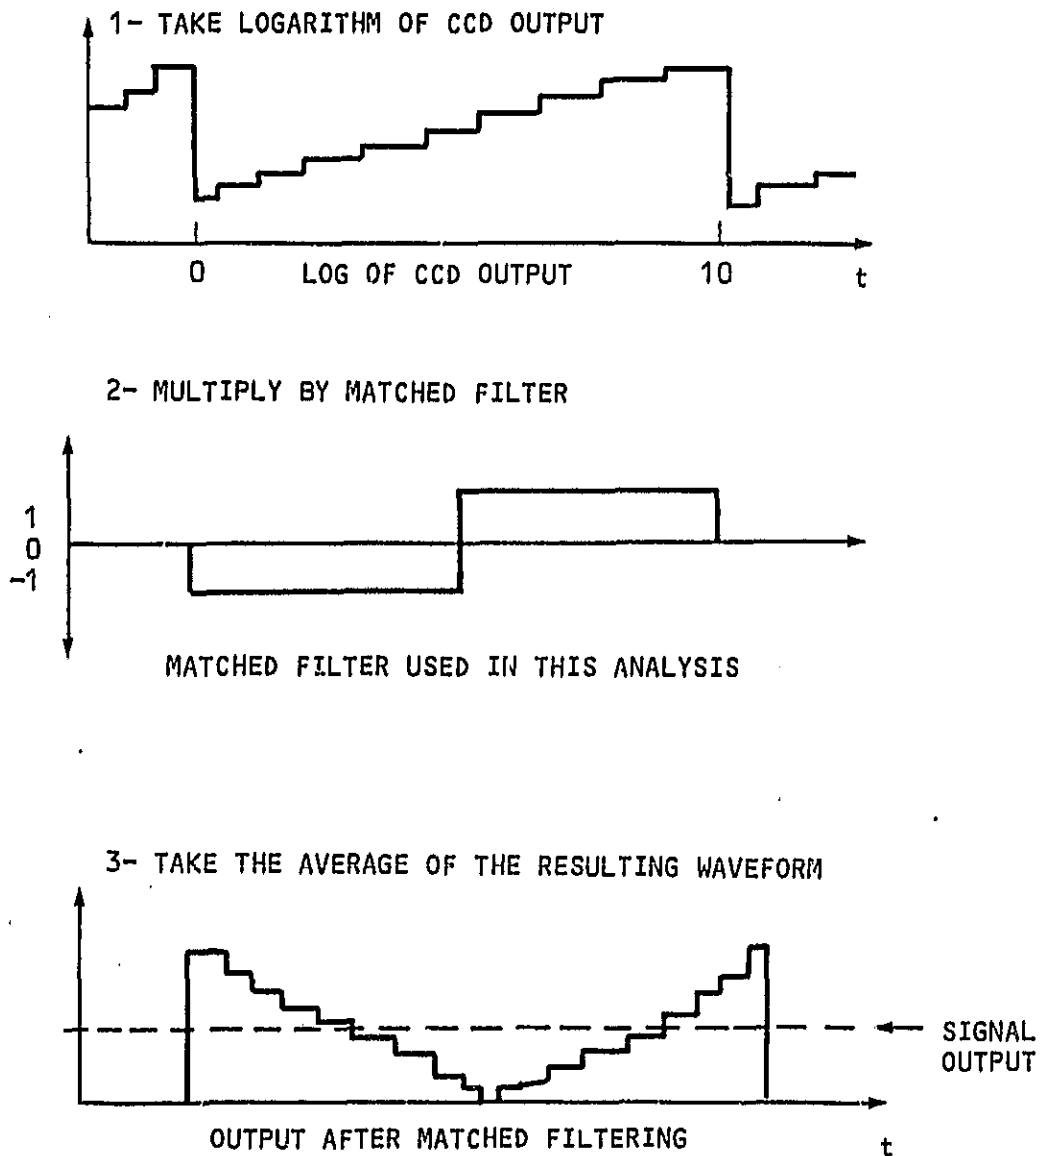 1- TAKE LOGARITHM OF CCD OUTPUT
0
10
LOG OF CCD OUTPUT
t
2- MULTIPLY BY MATCHED FILTER
1
0
-1
MATCHED FILTER USED IN THIS ANALYSIS
3- TAKE THE AVERAGE OF THE RESULTING WAVEFORM
SIGNAL
OUTPUT
OUTPUT AFTER MATCHED FILTERING
t